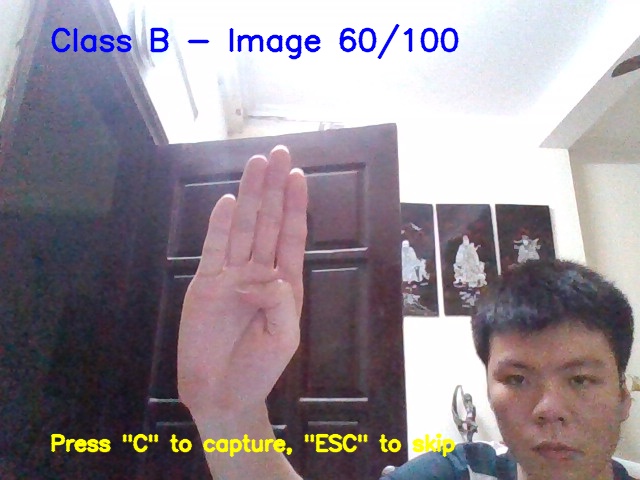 Class B - Image 60/100
Press "C" to capture, "ESC" to skip